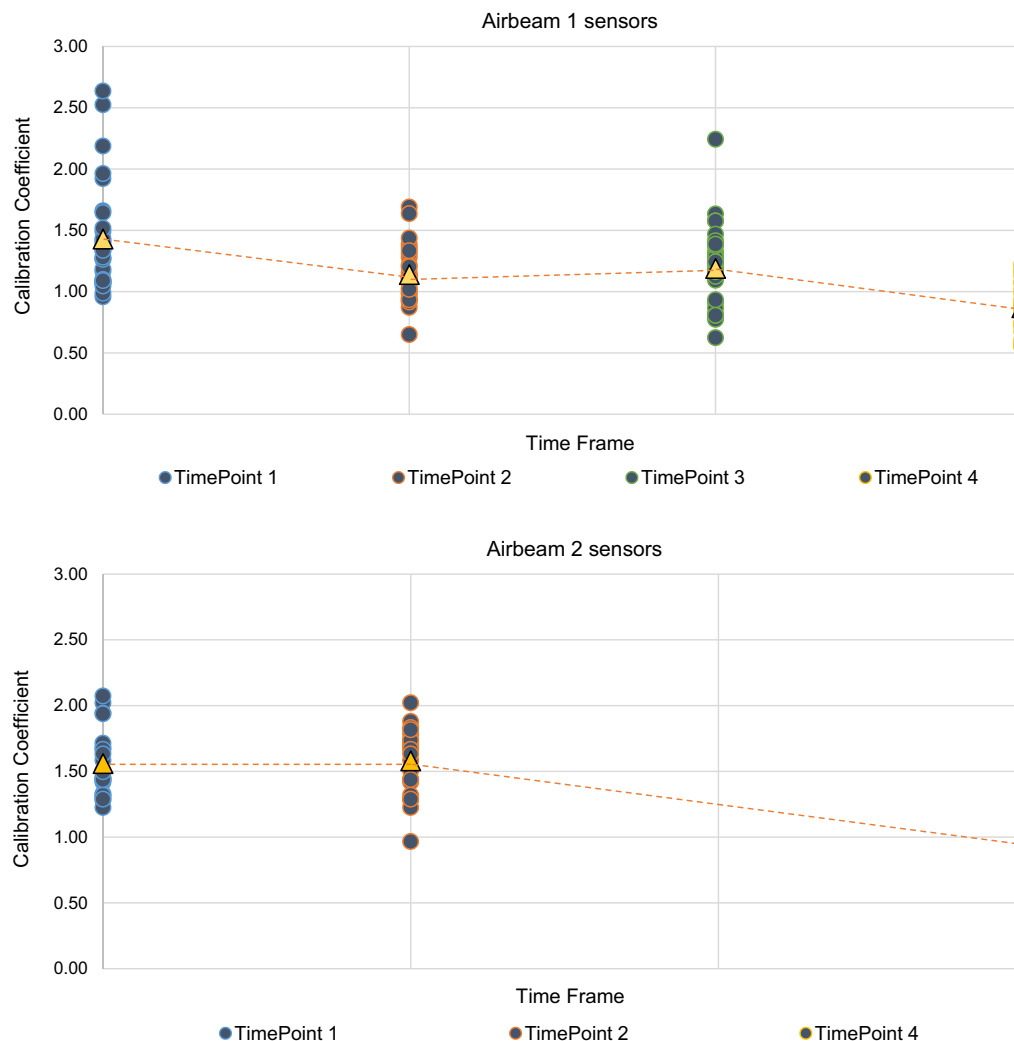 Airbeam 1 sensors
3.00
2.50
2.00
1.50
1.00
0.50
0.00
Calibration Coefficient
Time Frame
TimePoint 1 TimePoint 2 TimePoint 3 TimePoint 4
Airbeam 2 sensors
3.00
2.50
2.00
1.50
1.00
0.50
0.00
Calibration Coefficient
Time Frame
TimePoint 1 TimePoint 2 TimePoint 4